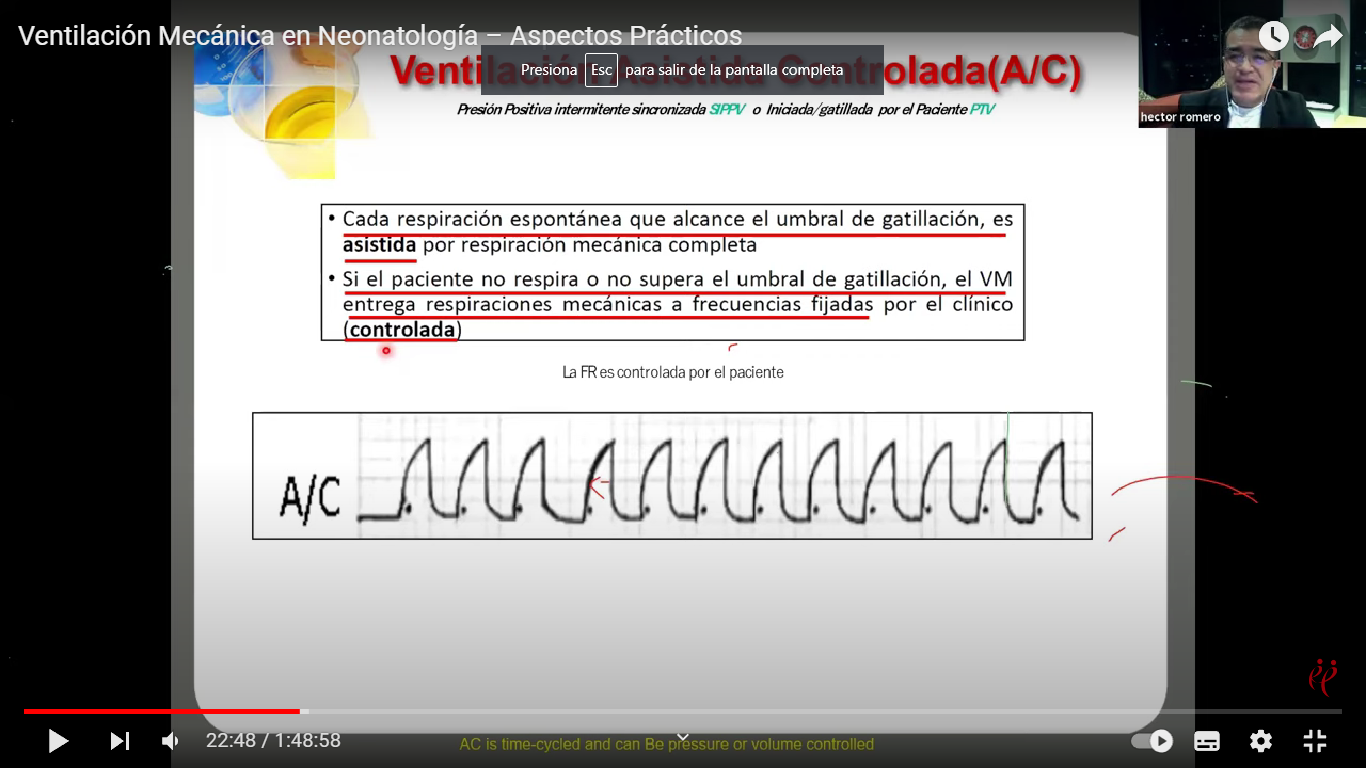 Ventilación Mecánica en Neonatología – Aspectos Prácticos
Presiona Esc para salir de la pantalla completa
Controlada(A/C)
Presión Positiva intermitente sincronizada SIPPV o Iniciada/gatillada por el Paciente PTV
hector romero
• Cada respiración espontánea que alcance el umbral de gatillación, es
asistida por respiración mecánica completa
• Si el paciente no respira o no supera el umbral de gatillación, el VM
entrega respiraciones mecánicas a frecuencias fijadas por el clínico
(controlada)
La FR es controlada por el paciente
A/C
22:48 / 1:48:58
AC is time-cycled and can Be pressure or volume controlled